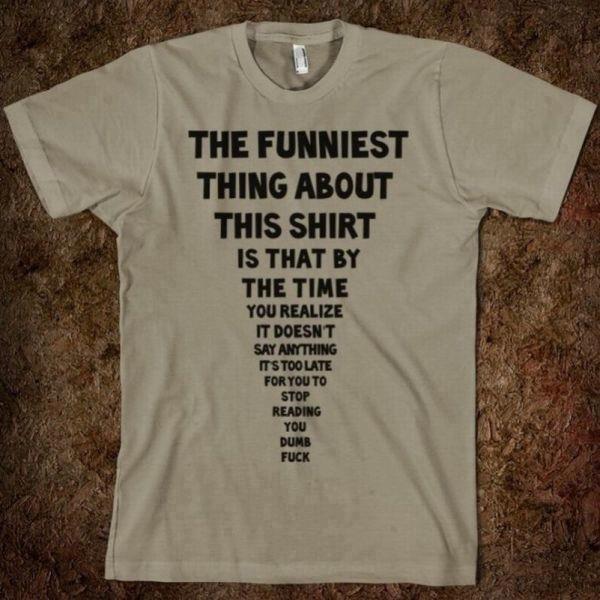 THE FUNNIEST
THING ABOUT
THIS SHIRT
IS THAT BY
THE TIME
YOU REALIZE
IT DOESN'T
SAY ANYTHING
IT'S TOO LATE
FOR YOU TO
STOP
READING
YOU
DUMB
FUCK